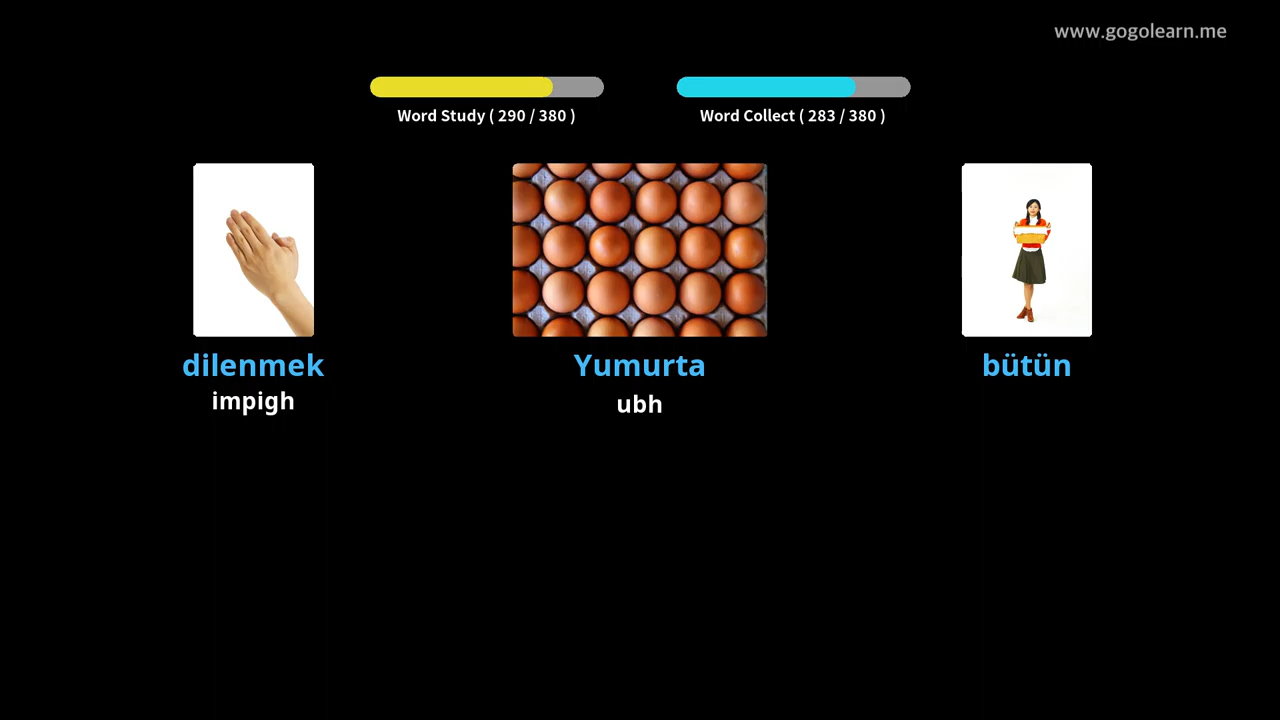 www.gogolearn.me
Word Study ( 290 / 380 )
Word Collect ( 283 / 380 )
dilenmek
impigh
Yumurta
ubh
bütün